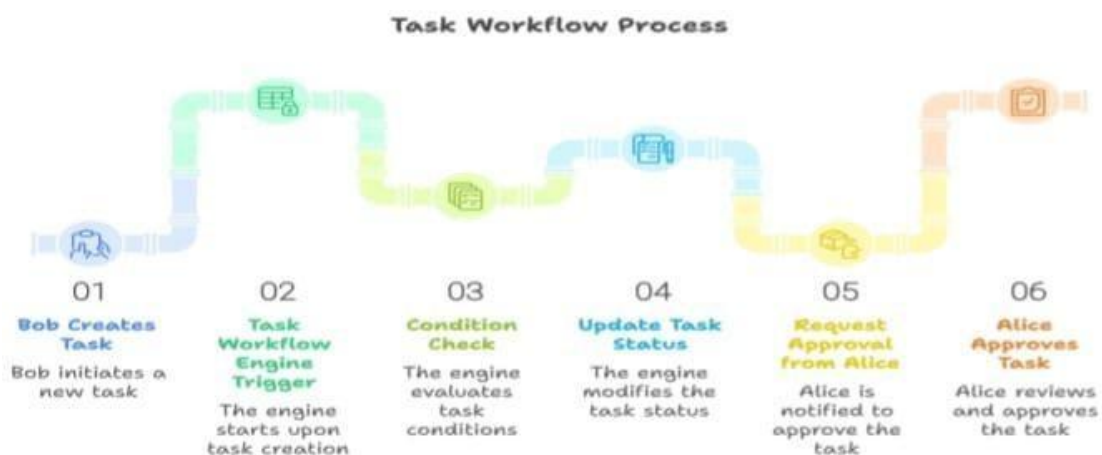 Task Workflow Process
01
Bob Creates
Task
Bob initiates a
new task
02
Task
Workflow
Engine
Trigger
The engine
starts upon
task creation
03
Condition
Check
The engine
evaluates
task
conditions
04
Update Task
Status
The engine
modifies the
task status
05
Request
Approval
from Alice
Alice is
notified to
approve the
task
06
Alice
Approves
Task
Alice reviews
and approves
the task